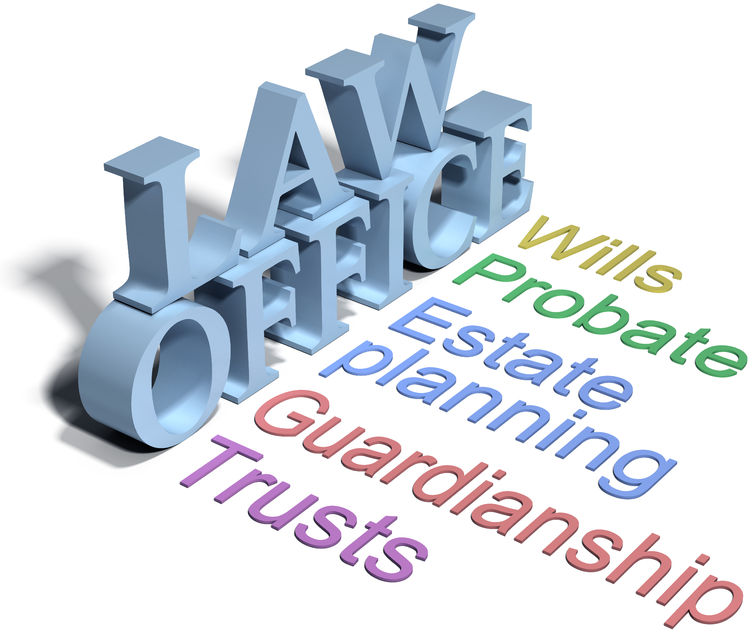 LAW
OFFICE
Wills
Probate
Estate
planning
Guardianship
Trusts